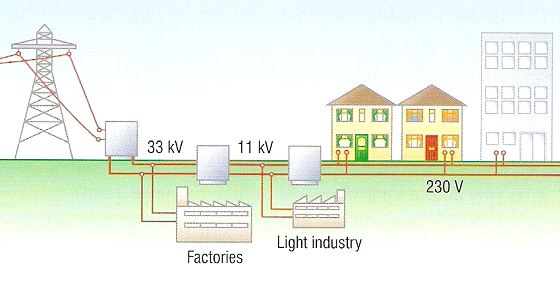 33 kV
11 kV
230 V
Light industry
Factories